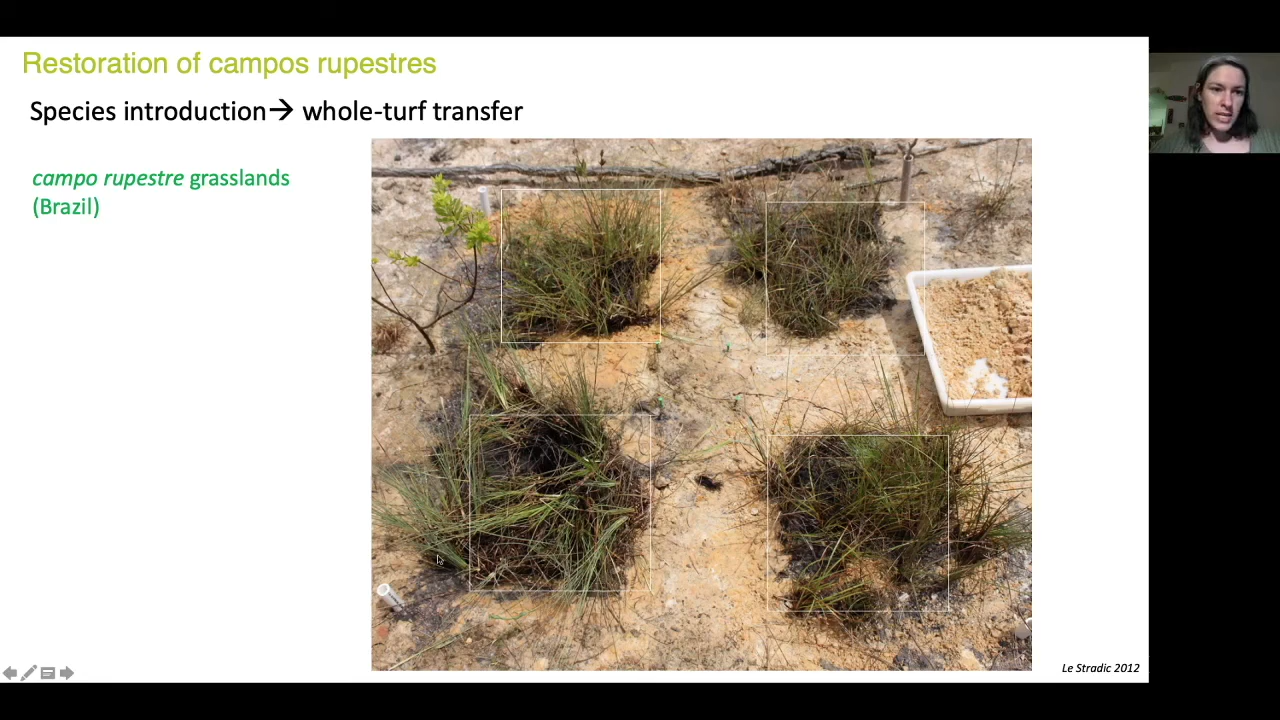 Restoration of campos rupestres
Species introduction→ whole-turf transfer
campo rupestre grasslands
(Brazil)
Le Stradic 2012